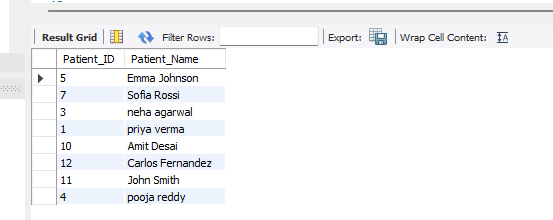 Result Grid Filter Rows: Export: Wrap Cell Content: IA
Patient_ID Patient_Name
5 Emma Johnson
7 Sofia Rossi
3 neha agarwal
1 priya verma
10 Amit Desai
12 Carlos Fernandez
11 John Smith
4 pooja reddy